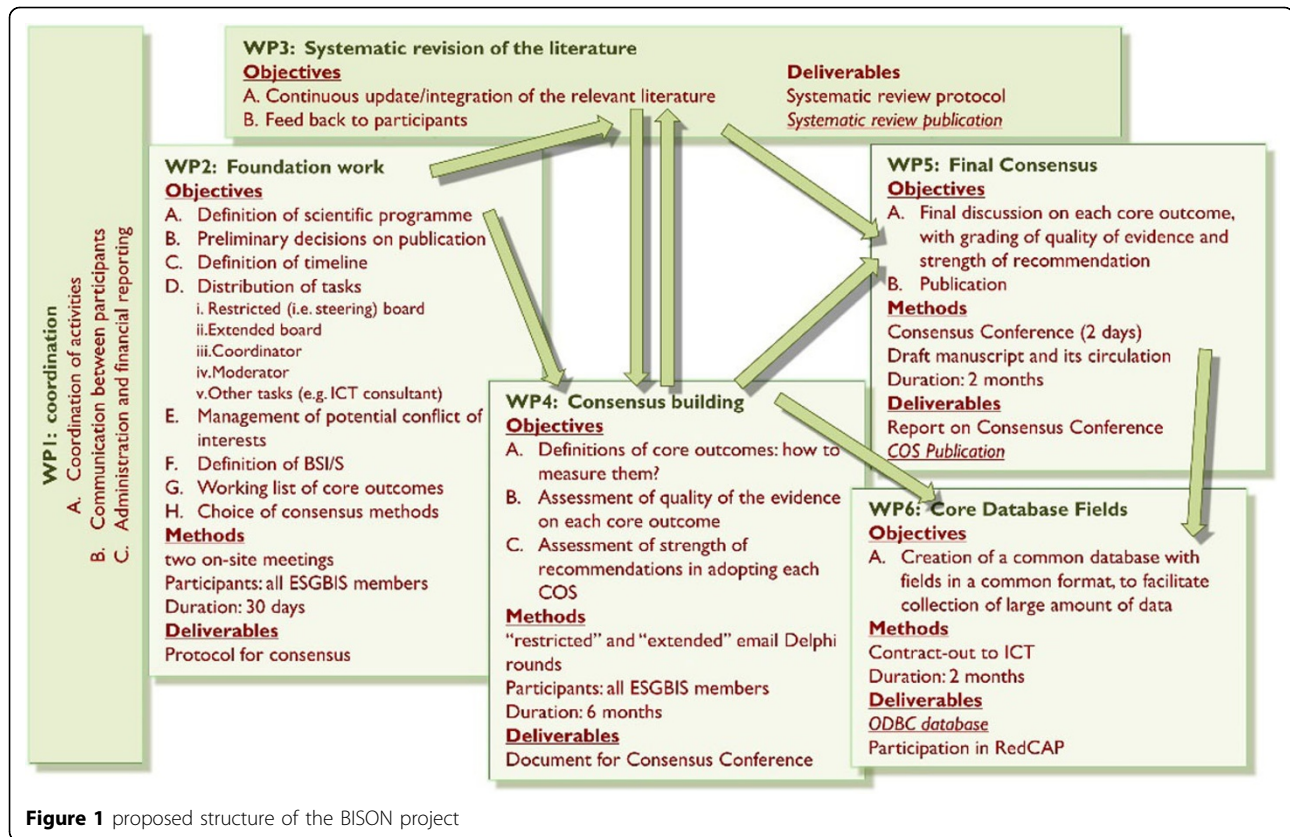 WP1: coordination
A. Coordination of activities
B. Communication between participants
C. Administration and financial reporting
WP3: Systematic revision of the literature
Objectives
A. Continuous update/integration of the relevant literature
B. Feed back to participants
Deliverables
Systematic review protocol
Systematic review publication
WP2: Foundation work
Objectives
A. Definition of scientific programme
B. Preliminary decisions on publication
C. Definition of timeline
D. Distribution of tasks
i. Restricted (i.e. steering) board
ii.Extended board
iii.Coordinator
iv.Moderator
v.Other tasks (e.g. ICT consultant)
E. Management of potential conflict of
interests
F. Definition of BSI/S
G. Working list of core outcomes
H. Choice of consensus methods
Methods
two on-site meetings
Participants: all ESGBIS members
Duration: 30 days
Deliverables
Protocol for consensus
WP4: Consensus building
Objectives
A. Definitions of core outcomes: how to
measure them?
B. Assessment of quality of the evidence
on each core outcome
C. Assessment of strength of
recommendations in adopting each
COS
Methods
“restricted” and “extended” email Delphi
rounds
Participants: all ESGBIS members
Duration: 6 months
Deliverables
Document for Consensus Conference
WP5: Final Consensus
Objectives
A. Final discussion on each core outcome,
with grading of quality of evidence and
strength of recommendation
B. Publication
Methods
Consensus Conference (2 days)
Draft manuscript and its circulation
Duration: 2 months
Deliverables
Report on Consensus Conference
COS Publication
WP6: Core Database Fields
Objectives
A. Creation of a common database with
fields in a common format, to facilitate
collection of large amount of data
Methods
Contract-out to ICT
Duration: 2 months
Deliverables
ODBC database
Participation in RedCAP
Figure 1 proposed structure of the BISON project